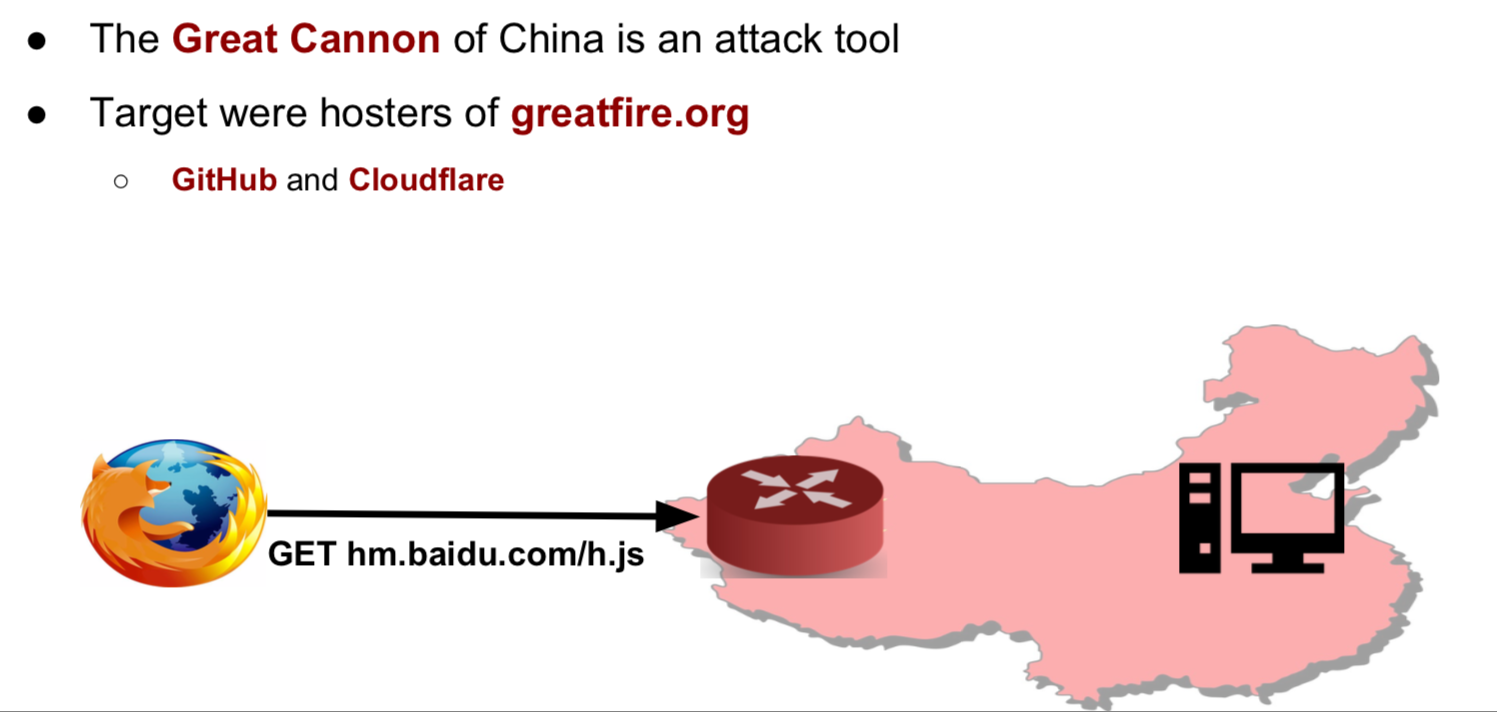 ● The Great Cannon of China is an attack tool
● Target were hosters of greatfire.org
○ GitHub and Cloudflare
GET hm.baidu.com/h.js